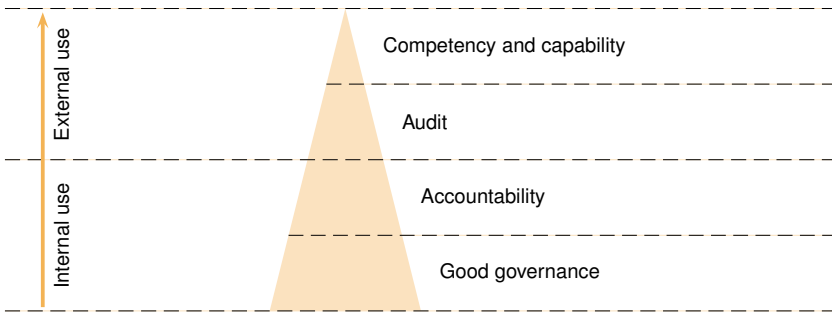 External use
Competency and capability
Audit
Internal use
Accountability
Good governance